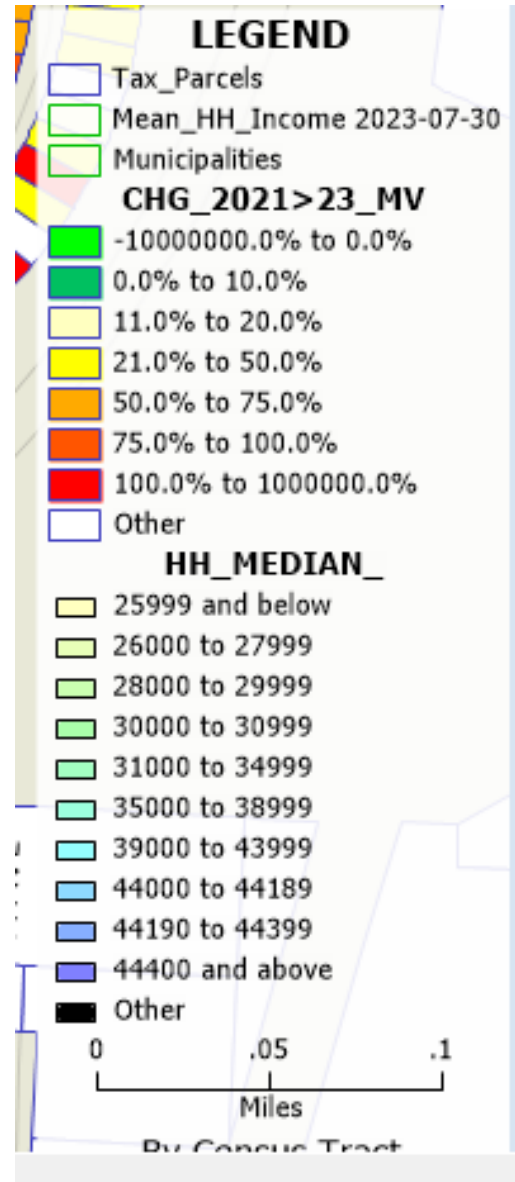 LEGEND
Tax_Parcels
Mean_HH_Income 2023-07-30
Municipalities
CHG_2021>23_MV
-10000000.0% to 0.0%
0.0% to 10.0%
11.0% to 20.0%
21.0% to 50.0%
50.0% to 75.0%
75.0% to 100.0%
100.0% to 1000000.0%
Other
HH_MEDIAN_
25999 and below
26000 to 27999
28000 to 29999
30000 to 30999
31000 to 34999
35000 to 38999
39000 to 43999
44000 to 44189
44190 to 44399
44400 and above
Other
0 .05 .1
Miles
By Census Tract